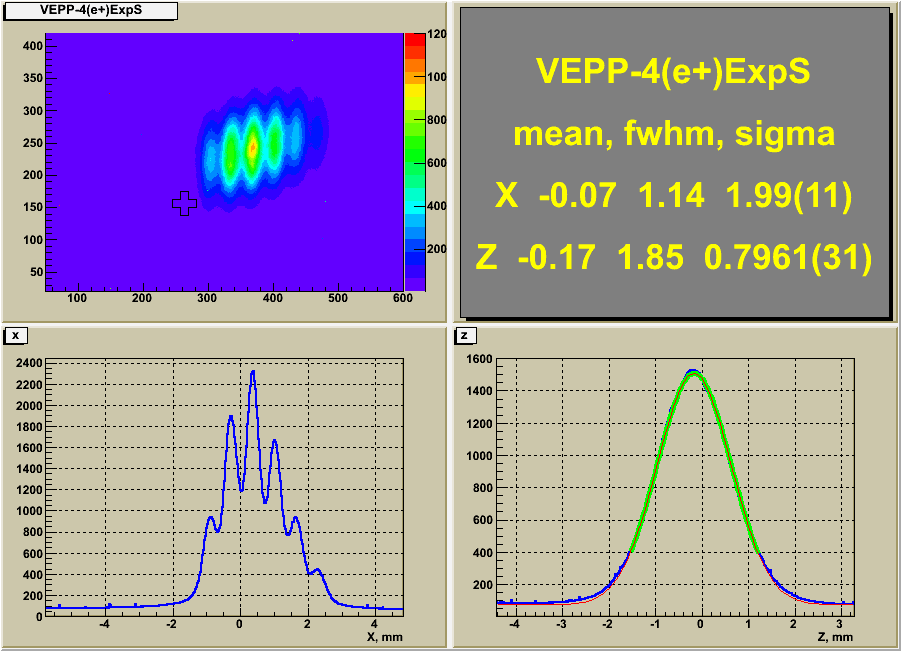 VEPP-4(e+)ExpS
400
350
300
250
200
150
100
50
100 200 300 400 500 600
120
100
800
600
400
200
VEPP-4(e+)ExpS
mean, fwhm, sigma
X -0.07 1.14 1.99(11)
Z -0.17 1.85 0.7961(31)
x
2400
2200
2000
1800
1600
1400
1200
1000
800
600
400
200
0
-4 -2 0 2 4
X, mm
z
1600
1400
1200
1000
800
600
400
200
-4 -3 -2 -1 0 1 2 3
Z, mm